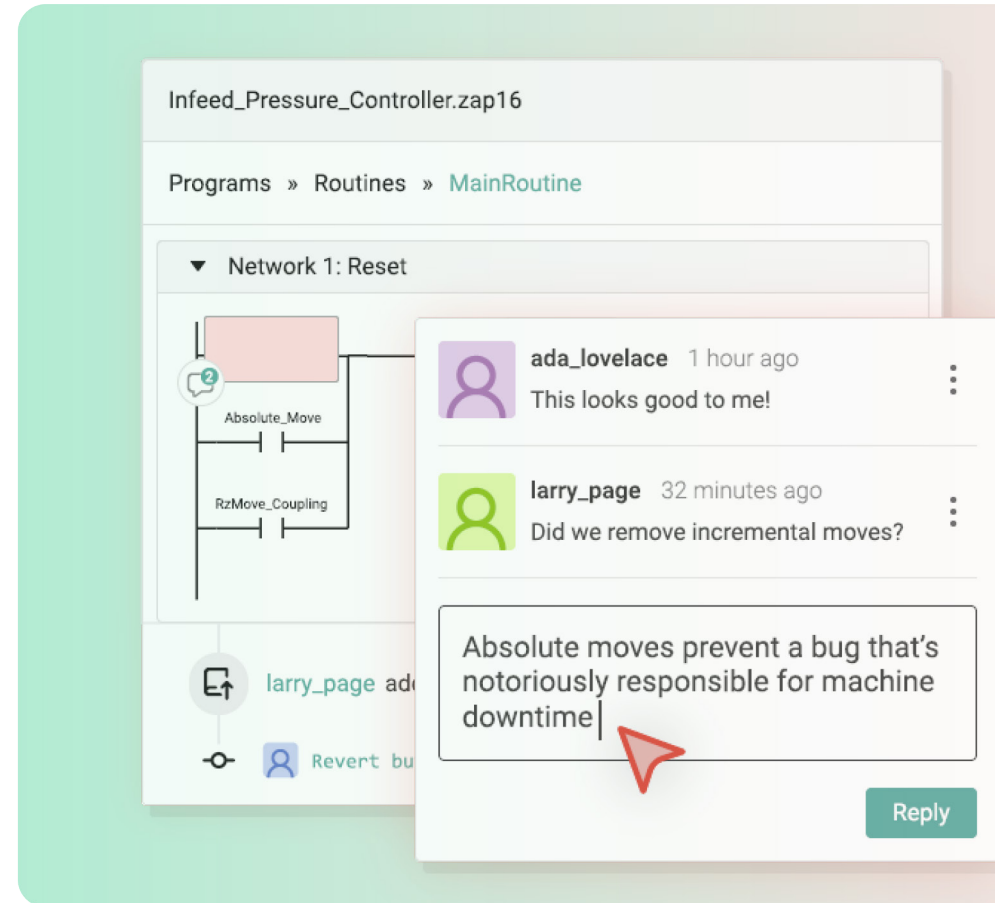 Infeed_Pressure_Controller.zap16
Programs » Routines » MainRoutine
Network 1: Reset
2
Absolute_Move
RzMove_Coupling
ada_lovelace 1 hour ago
This looks good to me!
larry_page 32 minutes ago
Did we remove incremental moves?
Absolute moves prevent a bug that's
notoriously responsible for machine
downtime
Reply
larry_page
Revert